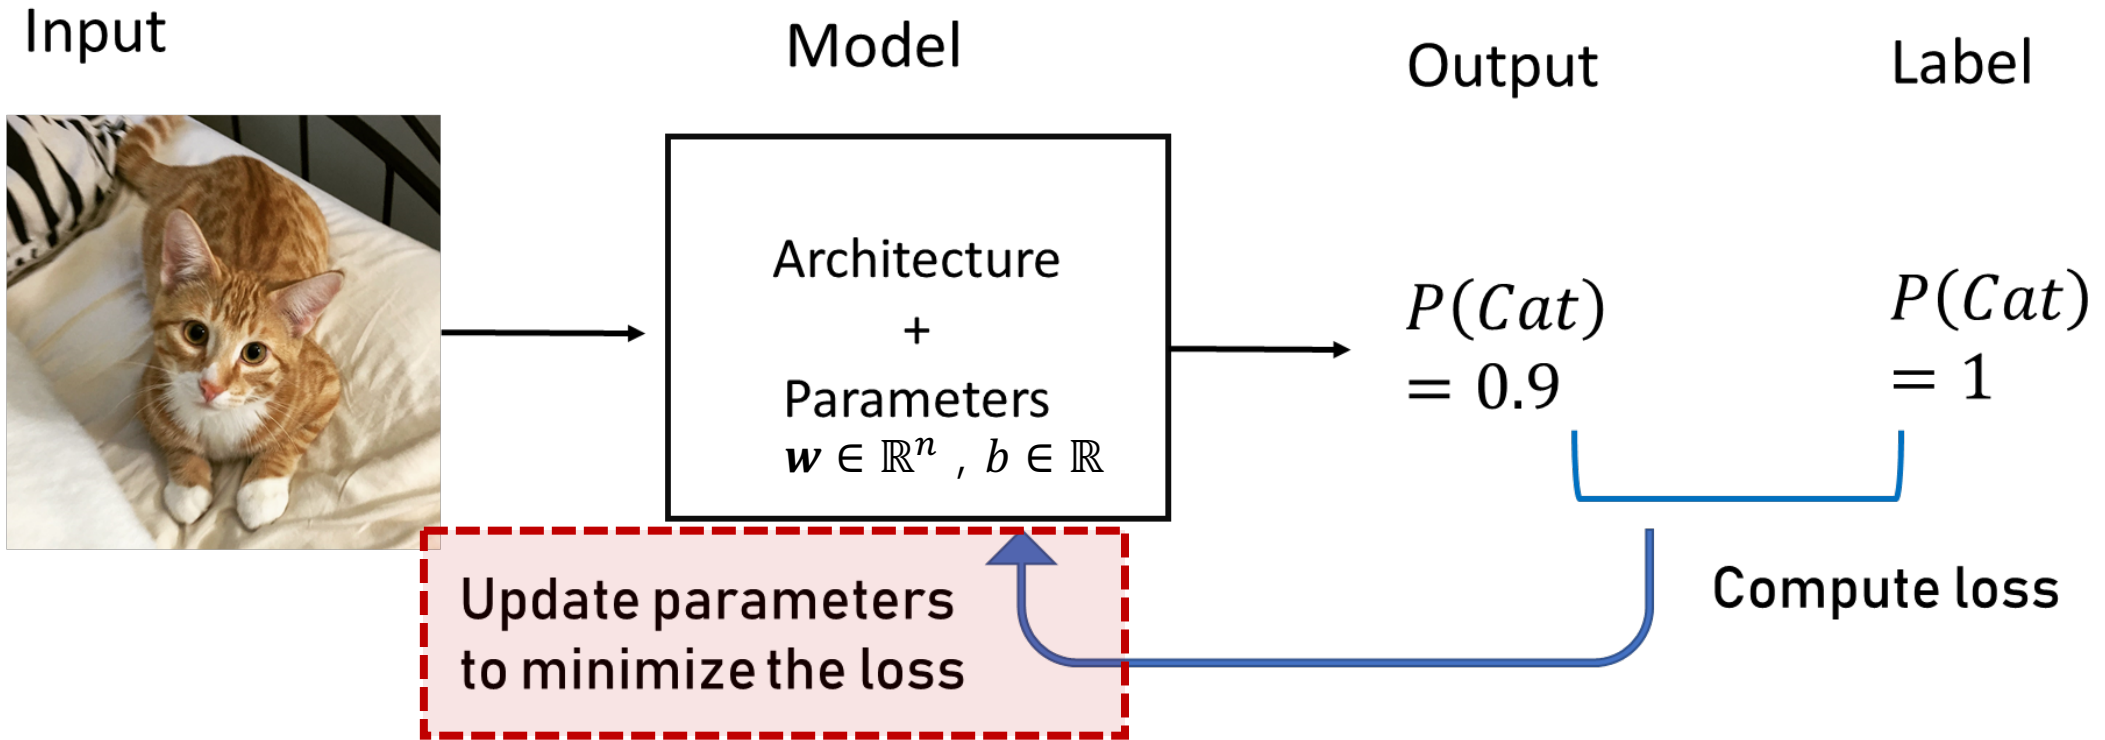 Input
Model
Output
Label
Architecture
+
Parameters
𝒘 ∈ ℝⁿ , b ∈ ℝ
P(Cat)
= 0.9
P(Cat)
= 1
Update parameters
to minimize the loss
Compute loss